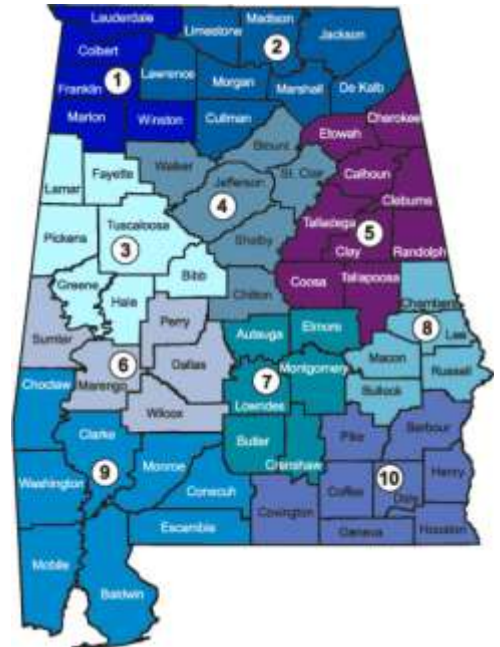 Lauderdale
Limestone
Madison
Jackson
2
Colbert
Lawrence
Morgan
Marshall
De Kalb
Franklin
1
Marion
Winston
Cullman
Cherokee
Etowah
Blount
Walker
Fayette
Lamar
Jefferson
St. Clair
Calhoun
Cleburne
4
Tuscaloosa
Talladega
5
Pickens
3
Shelby
Clay
Randolph
Bibb
Greene
Hale
Chilton
Coosa
Tallapoosa
Chambers
Perry
Sumter
Autauga
Elmore
8
Lee
6
Dallas
Macon
Russell
Marengo
7
Montgomery
Choctaw
Lowndes
Bullock
Wilcox
Clarke
Butler
Pike
Barbour
Crenshaw
Monroe
9
Washington
Conecuh
Coffee
10
Dale
Henry
Covington
Escambia
Geneva
Houston
Mobile
Baldwin